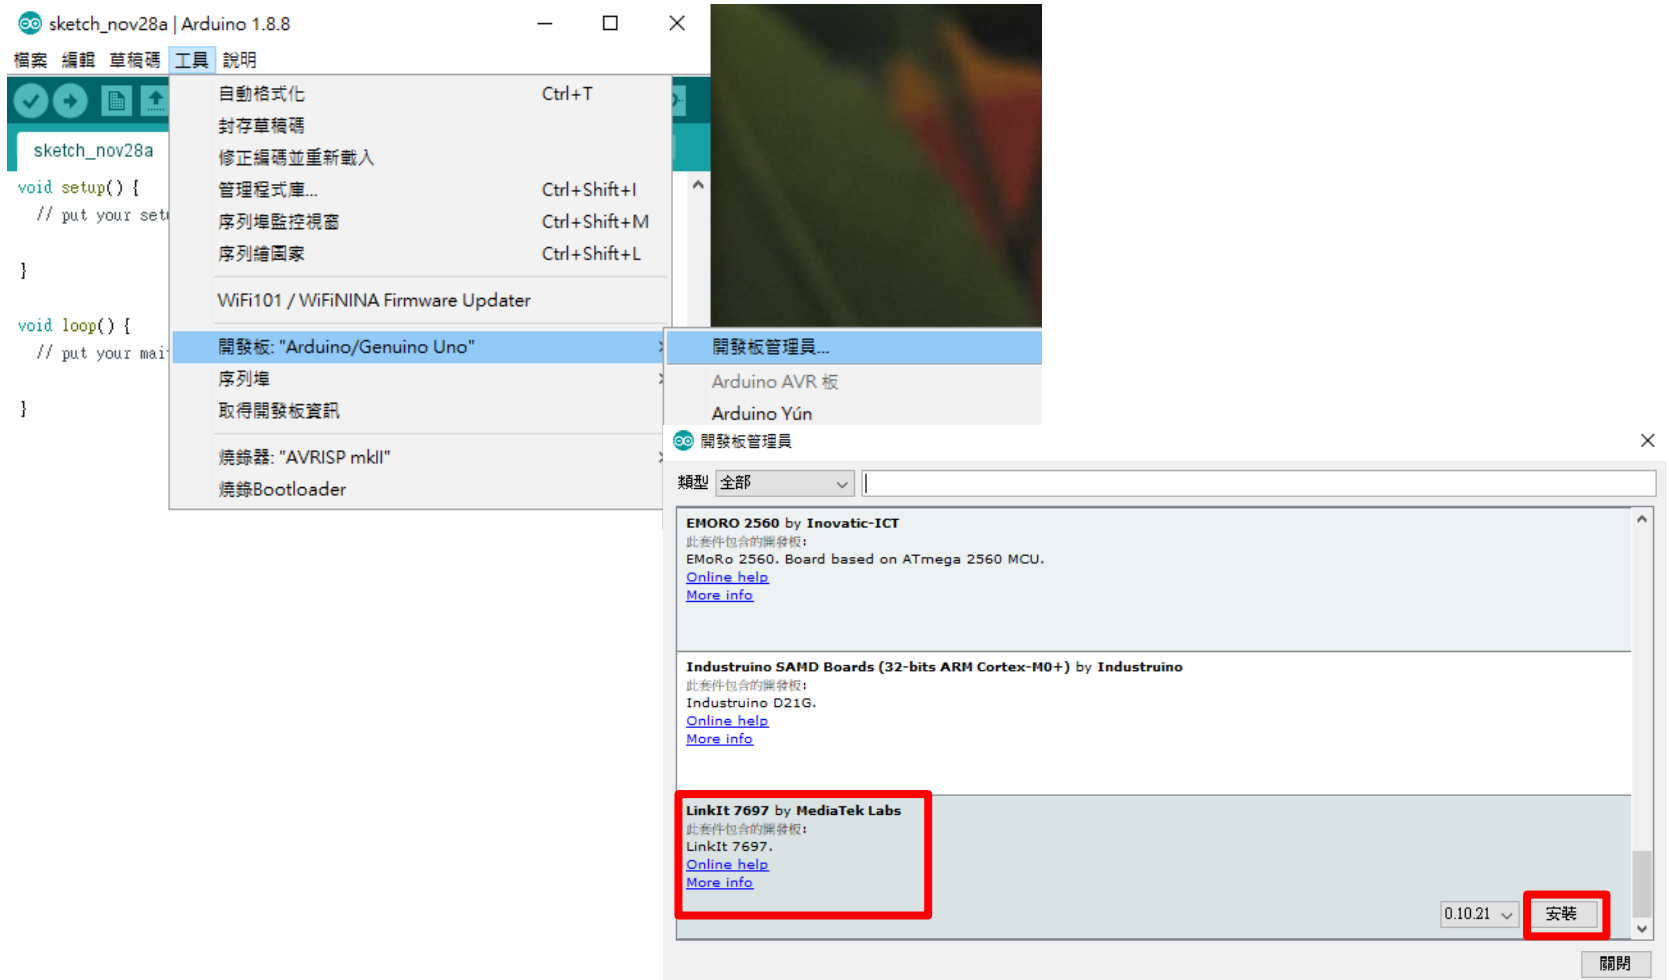 sketch_nov28a | Arduino 1.8.8
檔案 編輯 草稿碼 工具 說明
sketch_nov28a
void setup() {
// put your setu
}
void loop() {
// put your mai
}
自動格式化 Ctrl+T
封存草稿碼
修正編碼並重新載入
管理程式庫... Ctrl+Shift+I
序列埠監控視窗 Ctrl+Shift+M
序列繪圖家 Ctrl+Shift+L
WiFi101 / WiFiNINA Firmware Updater
開發板: "Arduino/Genuino Uno"
序列埠
取得開發板資訊
燒錄器: "AVRISP mkII"
燒錄Bootloader
開發板管理員...
Arduino AVR 板
Arduino Yún
開發板管理員
類型 全部
EMORO 2560 by Inovatic-ICT
此套件包含的開發板:
EMoRo 2560. Board based on ATmega 2560 MCU.
Online help
More info
Industruino SAMD Boards (32-bits ARM Cortex-M0+) by Industruino
此套件包含的開發板:
Industruino D21G.
Online help
More info
LinkIt 7697 by MediaTek Labs
此套件包含的開發板:
LinkIt 7697.
Online help
More info
0.10.21 安裝
關閉